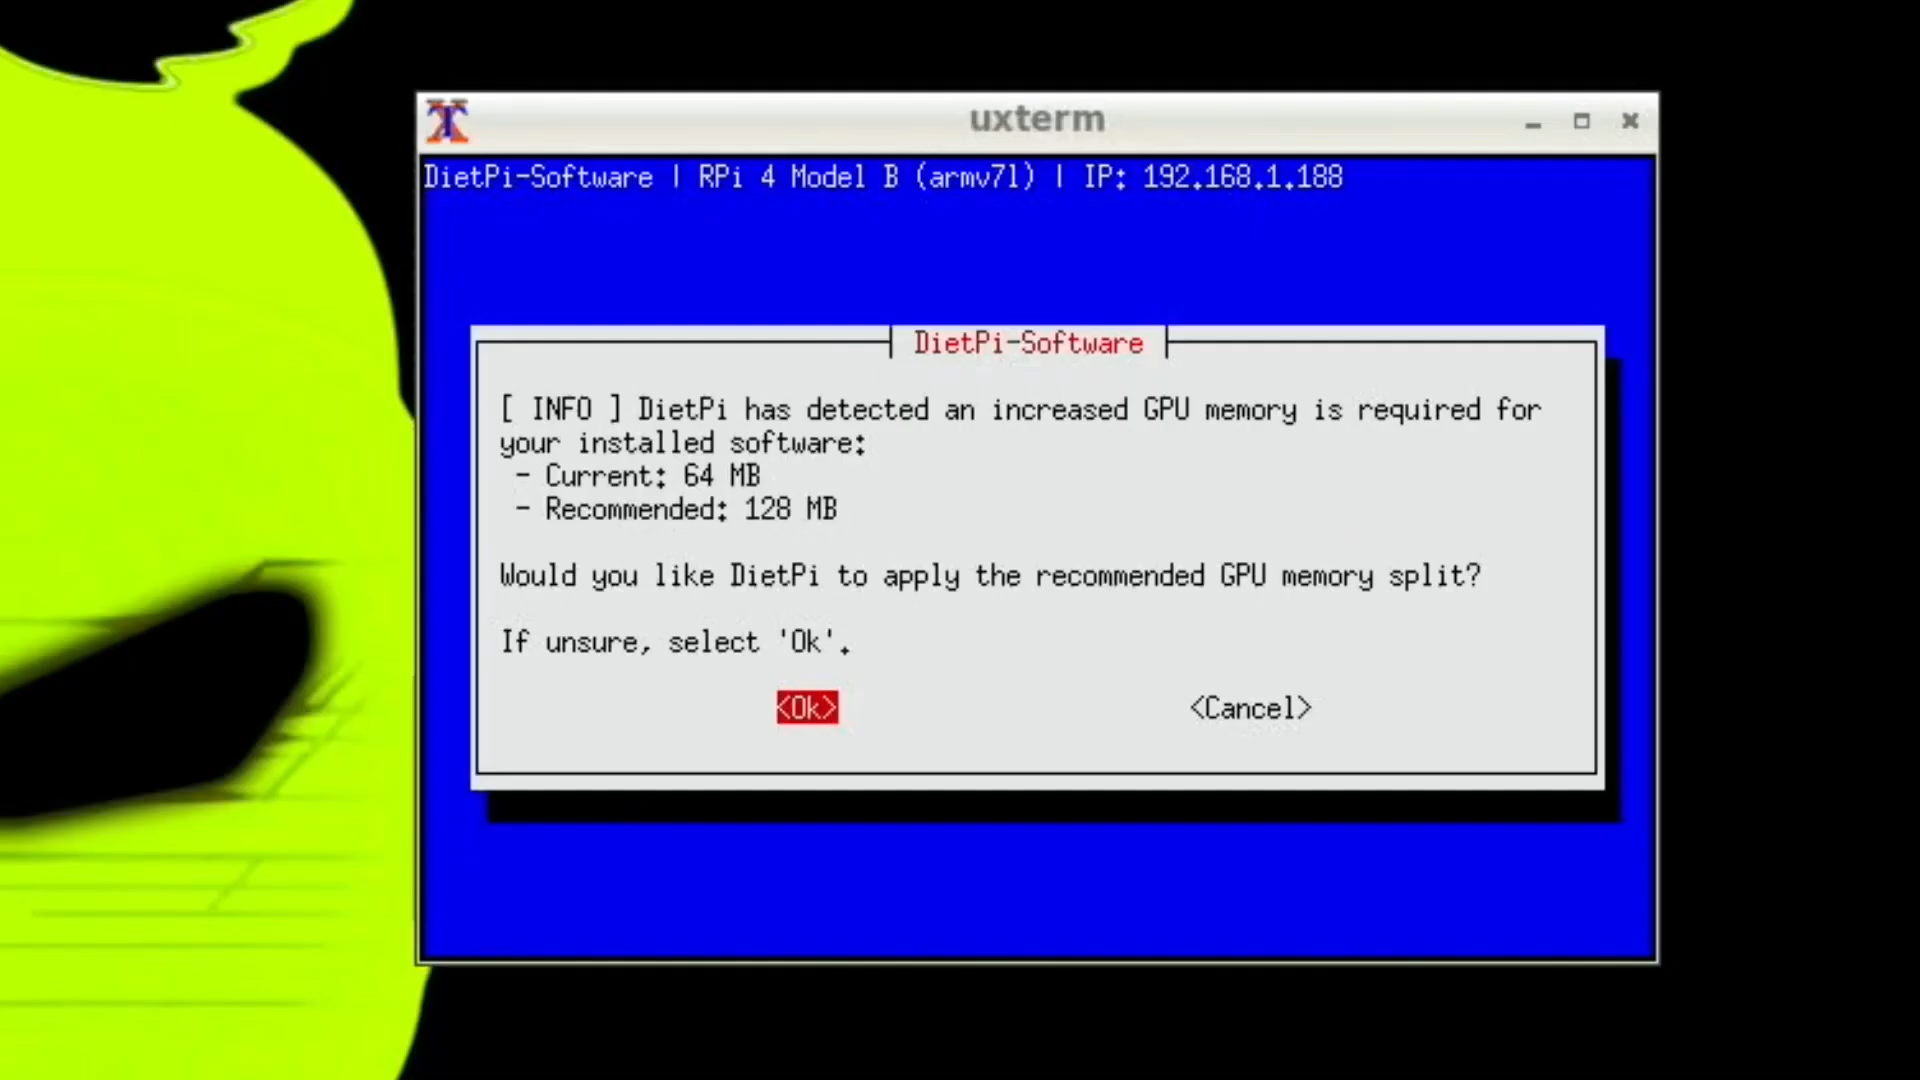 uxterm
DietPi-Software | RPi 4 Model B (armv7l) | IP: 192.168.1.188
DietPi-Software
[ INFO ] DietPi has detected an increased GPU memory is required for
your installed software:
- Current: 64 MB
- Recommended: 128 MB
Would you like DietPi to apply the recommended GPU memory split?
If unsure, select 'Ok'.
<Ok> <Cancel>